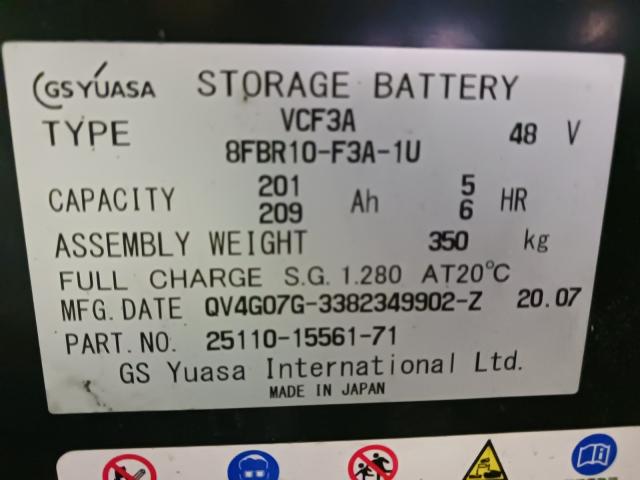 GS YUASA STORAGE BATTERY
TYPE VCF3A 48 V
8FBR10-F3A-1U
CAPACITY 201 Ah 5 HR
209 6
ASSEMBLY WEIGHT 350 kg
FULL CHARGE S.G. 1.280 AT20℃
MFG. DATE QV4G07G-3382349902-Z 20.07
PART. NO. 25110-15561-71
GS Yuasa International Ltd.
MADE IN JAPAN